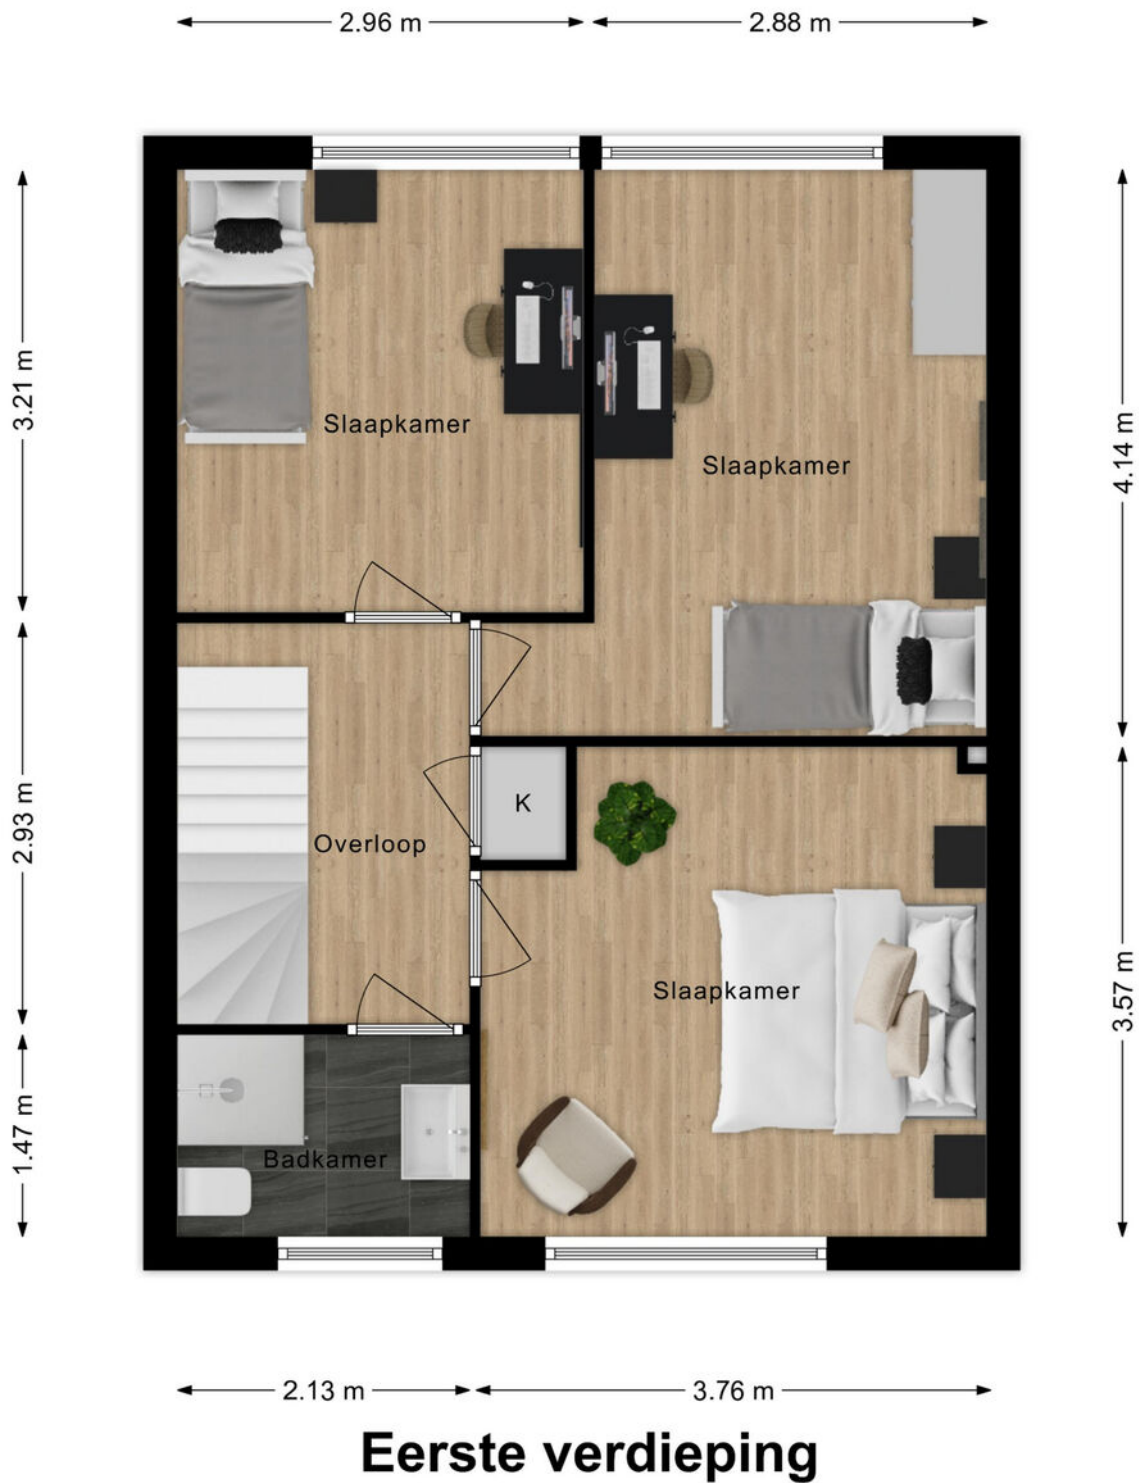 2.96 m
2.88 m
3.21 m
4.14 m
Slaapkamer
Slaapkamer
2.93 m
K
Overloop
Slaapkamer
3.57 m
1.47 m
Badkamer
2.13 m
3.76 m
Eerste verdieping